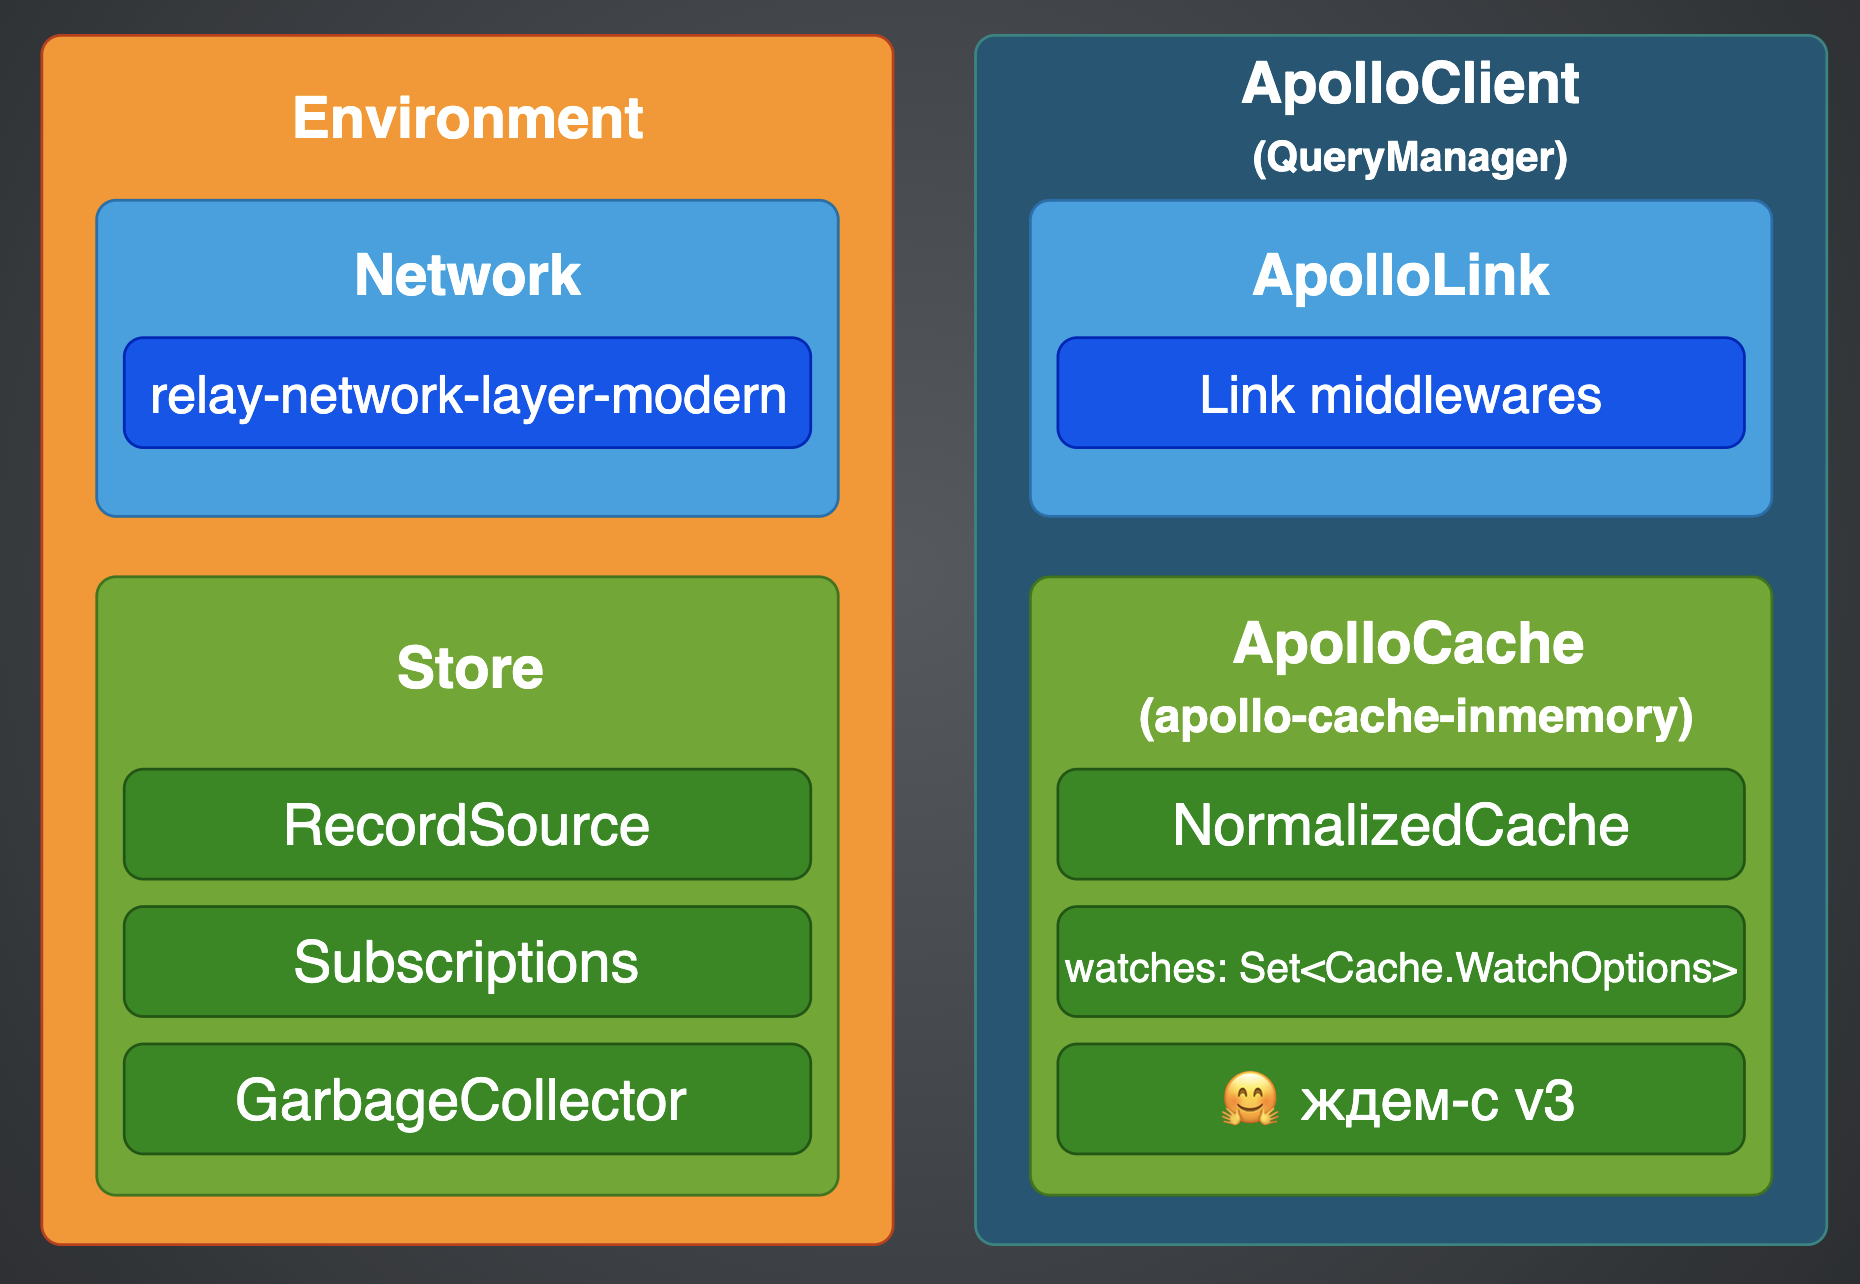 Environment
Network
relay-network-layer-modern
Store
RecordSource
Subscriptions
GarbageCollector
ApolloClient
(QueryManager)
ApolloLink
Link middlewares
ApolloCache
(apollo-cache-inmemory)
NormalizedCache
watches: Set<Cache.WatchOptions>
🤗 ждем-с v3